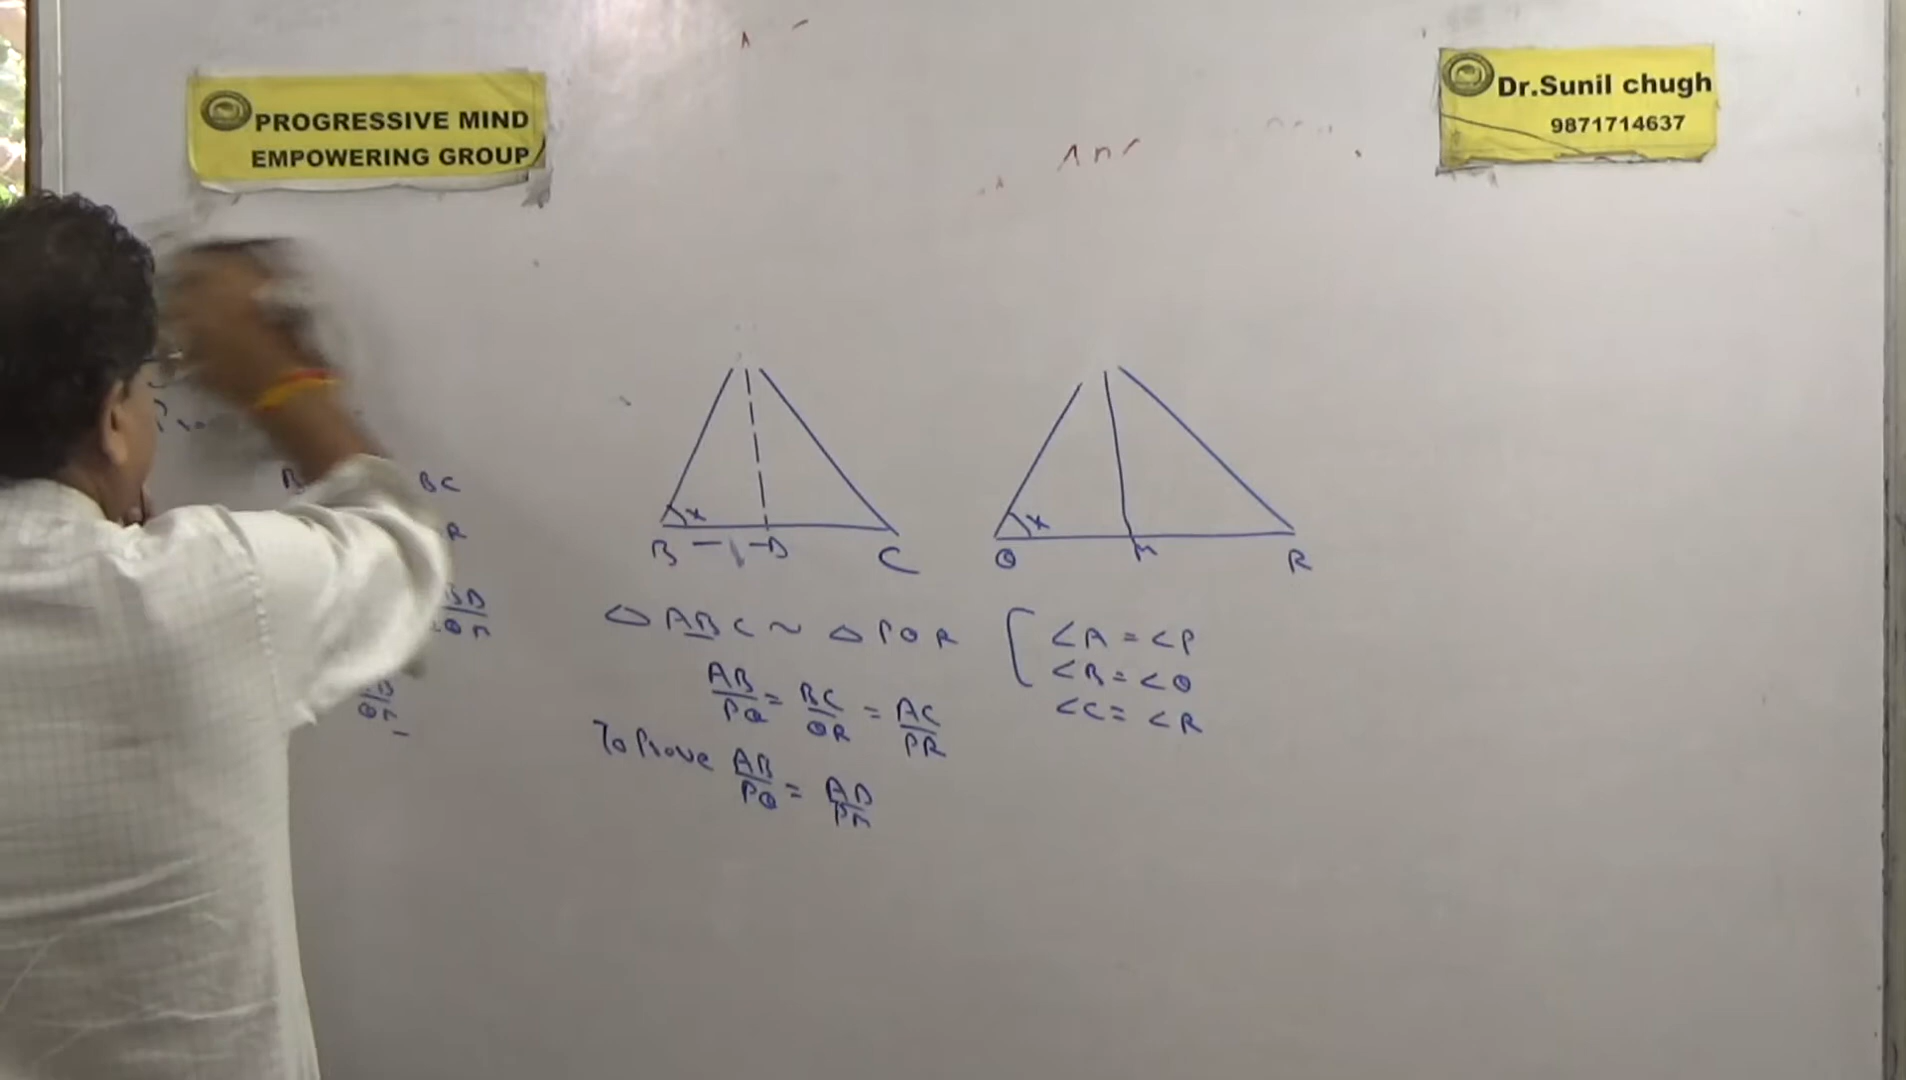 PROGRESSIVE MIND
EMPOWERING GROUP
Dr.Sunil chugh
9871714637
BC
R
x
x
B D C
Q M R
△ ABC ~ △ PQR
∠A = ∠P
∠B = ∠Q
∠C = ∠R
AB/PQ = BC/QR = AC/PR
To Prove AB/PQ = AD/PM